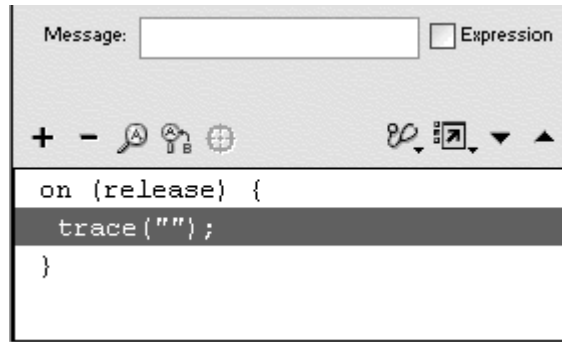 Message:
Expression
on (release) {
trace("");
}